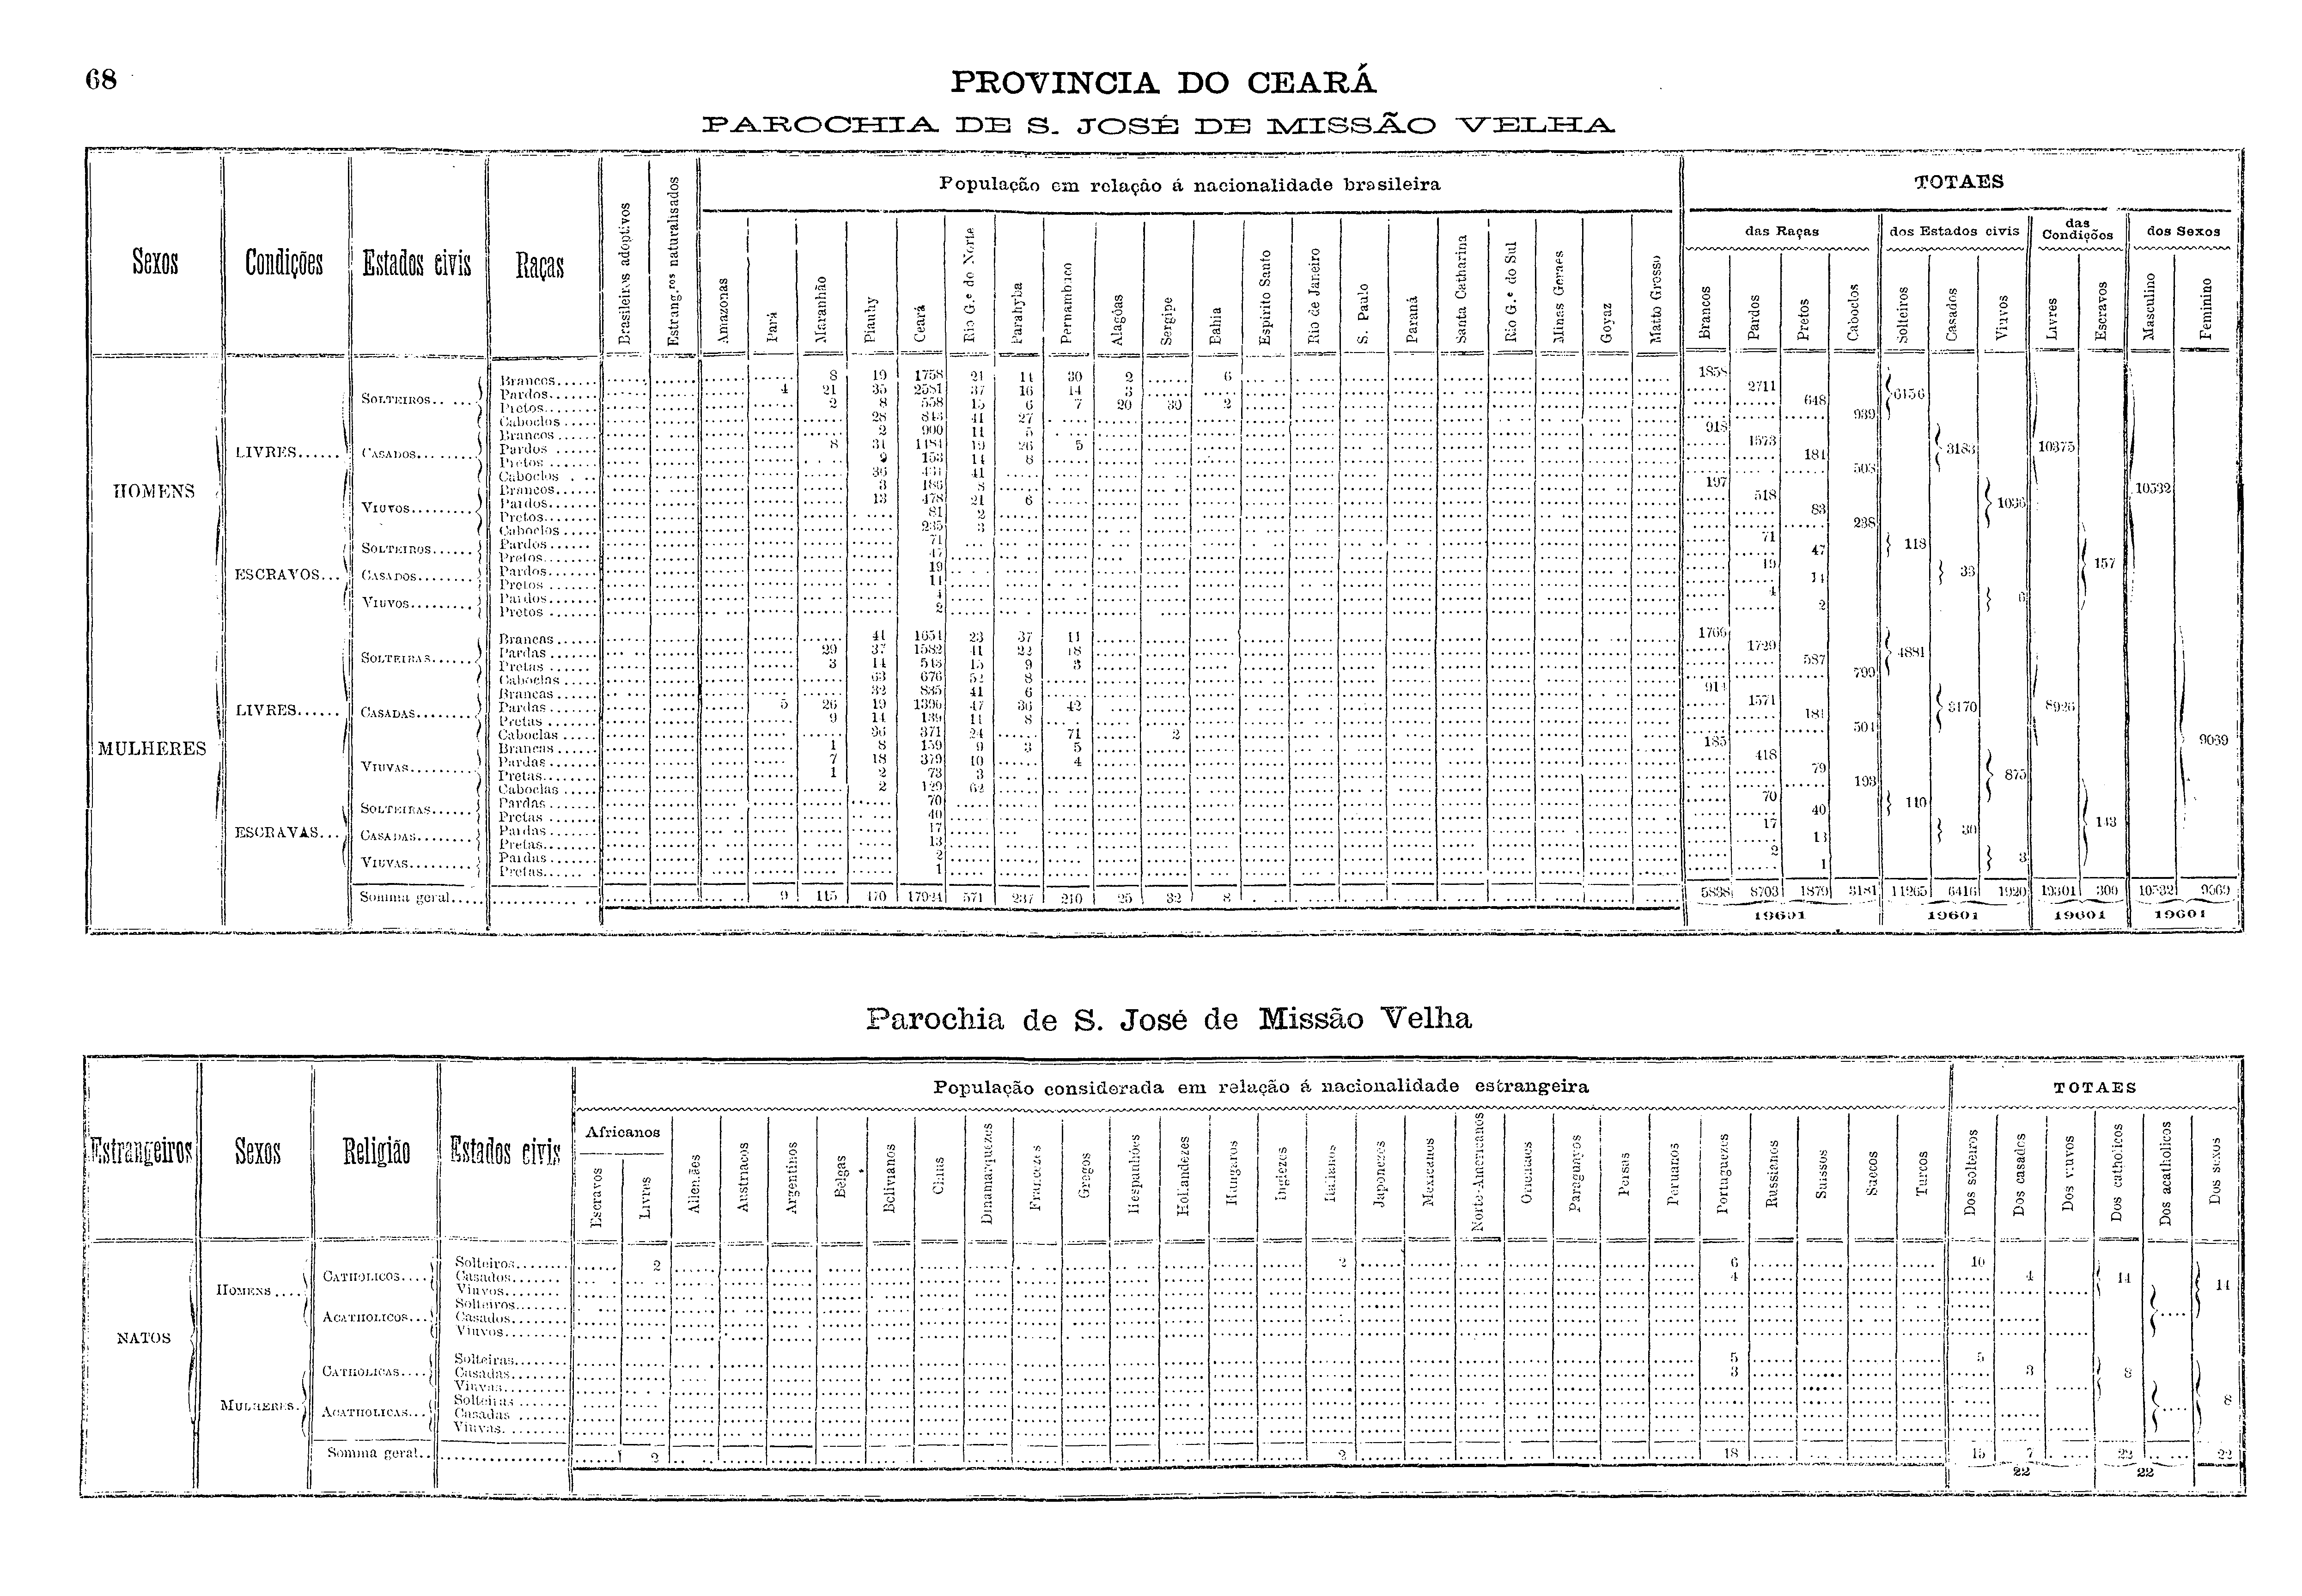 68
PROVINCIA DO CEARÁ
PAROCHIA DE S. JOSÉ DE MISSÃO VELHA
Sexos Condições Estados civis Raças Brasileiros adoptivos Estrang.ros naturalisados População em relação á nacionalidade brasileira TOTAES
Amazonas Pará Maranhão Piauhy Ceará Rio G.e do Norte Parahyba Pernambuco Alagôas Sergipe Bahia Espirito Santo Rio de Janeiro S. Paulo Paraná Santa Catharina Rio G.e do Sul Minas Geraes Goyaz Matto Grosso
das Raças dos Estados civis das Condições dos Sexos
Brancos Pardos Pretos Caboclos Solteiros Casados Viuvos Livres Escravos Masculino Feminino
HOMENS
LIVRES......
SOLTEIROS......
Brancos...... 8 19 1758 21 14 30 2 ...... 6 1858
Pardos...... 4 21 35 2581 37 16 14 3 2711
Pretos...... 2 8 558 15 6 7 20 30 2 648 6156
Caboclos...... 28 843 41 27 939
CASADOS......
Brancos...... 2 900 11 5 918
Pardos...... 8 31 1484 19 26 5 1573
Pretos...... 9 153 14 8 184 3183 10375
Caboclos...... 36 431 41 508
VIUVOS......
Brancos...... 3 186 8 197
Pardos...... 13 478 21 6 518 10532
Pretos...... 81 2 83 1036
Caboclos...... 235 3 238
ESCRAVOS...
SOLTEIROS......
Pardos...... 71 71
Pretos...... 47 47 118
CASADOS......
Pardos...... 19 19 157
Pretos...... 14
VIUVOS......
Pardos...... 4 4
Pretos...... 2 2 6
MULHERES
LIVRES......
SOLTEIRAS......
Brancas...... 41 1654 23 37 11 1766
Pardas...... 29 37 1582 41 22 18 1729
Pretas...... 3 14 543 15 9 3 587 4881
Caboclas...... 63 676 52 8 799
CASADAS......
Brancas...... 32 835 41 6 914
Pardas...... 5 26 19 1396 47 36 42 1571
Pretas...... 9 14 139 11 8 181 3170 8926
Caboclas...... 36 371 24 ...... 71 ...... 2 504
VIUVAS......
Brancas...... 1 8 159 9 3 5 185 9069
Pardas...... 7 18 379 10 ...... 4 418
Pretas...... 1 2 73 3 79 875
Caboclas...... 2 129 62 193
ESCRAVAS...
SOLTEIRAS......
Pardas...... 70 70
Pretas...... 40 40 110
CASADAS......
Pardas...... 17 17 143
Pretas...... 13 13 30
VIUVAS......
Pardas...... 2 2
Pretas...... 1 1 3
Somma geral...... 9 115 470 17924 571 237 210 25 32 8 5838 8703 1879 3181 11265 6416 1920 19301 300 10532 9069
19601 19601 19601 19601
Parochia de S. José de Missão Velha
Estrangeiros Sexos Religião Estados civis População considerada em relação á nacionalidade estrangeira TOTAES
Africanos
Escravos Livres Allemães Austriacos Argentinos Belgas Bolivianos Chins Dinamarquezes Francezes Gregos Hespanhóes Hollandezes Hungaros Inglezes Italianos Japonezes Mexicanos Norte-Americanos Orientaes Paraguayos Persas Peruanos Portuguezes Russianos Suissos Suecos Turcos Dos solteiros Dos casados Dos viuvos Dos catholicos Dos acatholicos Dos sexos
NATOS
HOMENS....
CATHOLICOS....
Solteiros....... 2 2 6 10
Casados....... 4 4 14
Viuvos....... 14
ACATHOLICOS...
Solteiros.......
Casados.......
Viuvos.......
MULHERES.
CATHOLICAS....
Solteiras....... 5 5
Casadas....... 3 3 8
Viuvas.......
ACATHOLICAS...
Solteiras.......
Casadas.......
Viuvas....... 8
Somma geral...... 2 2 18 15 7 .... 22 .... 22
22 22